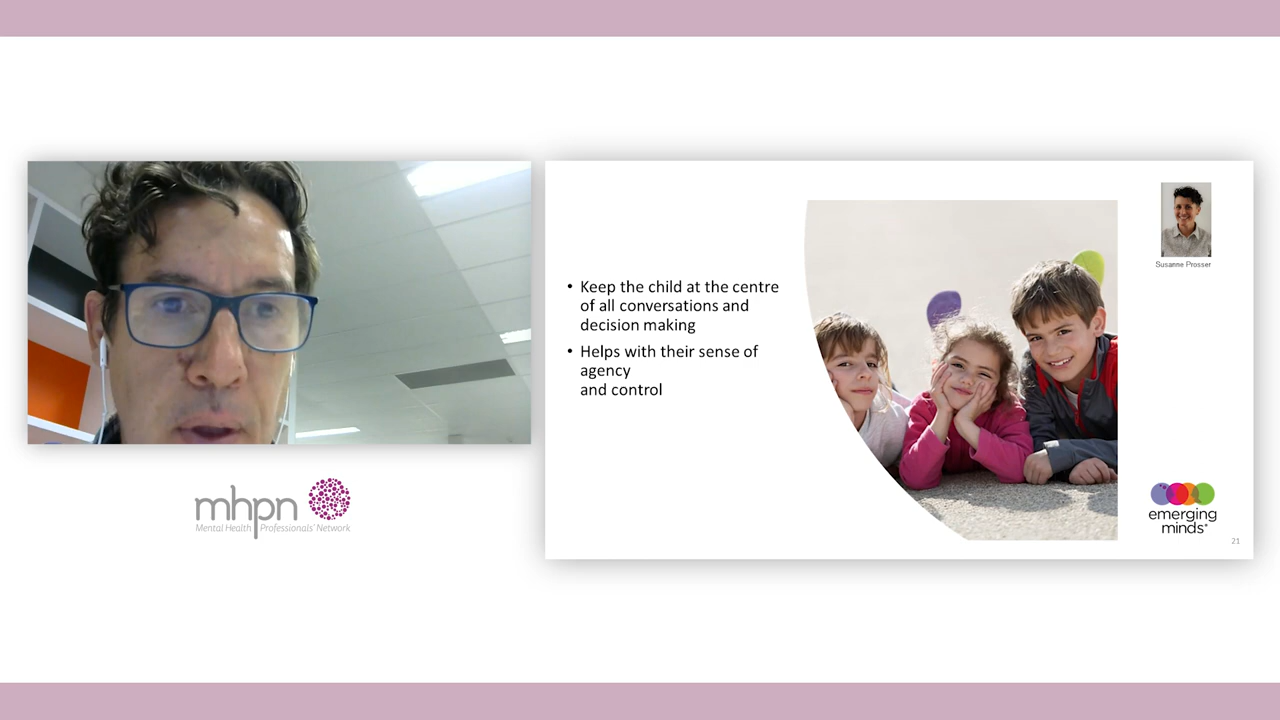 mhpn
Mental Health Professionals' Network
• Keep the child at the centre
of all conversations and
decision making
• Helps with their sense of
agency
and control
Susanne Prosser
emerging
minds
21